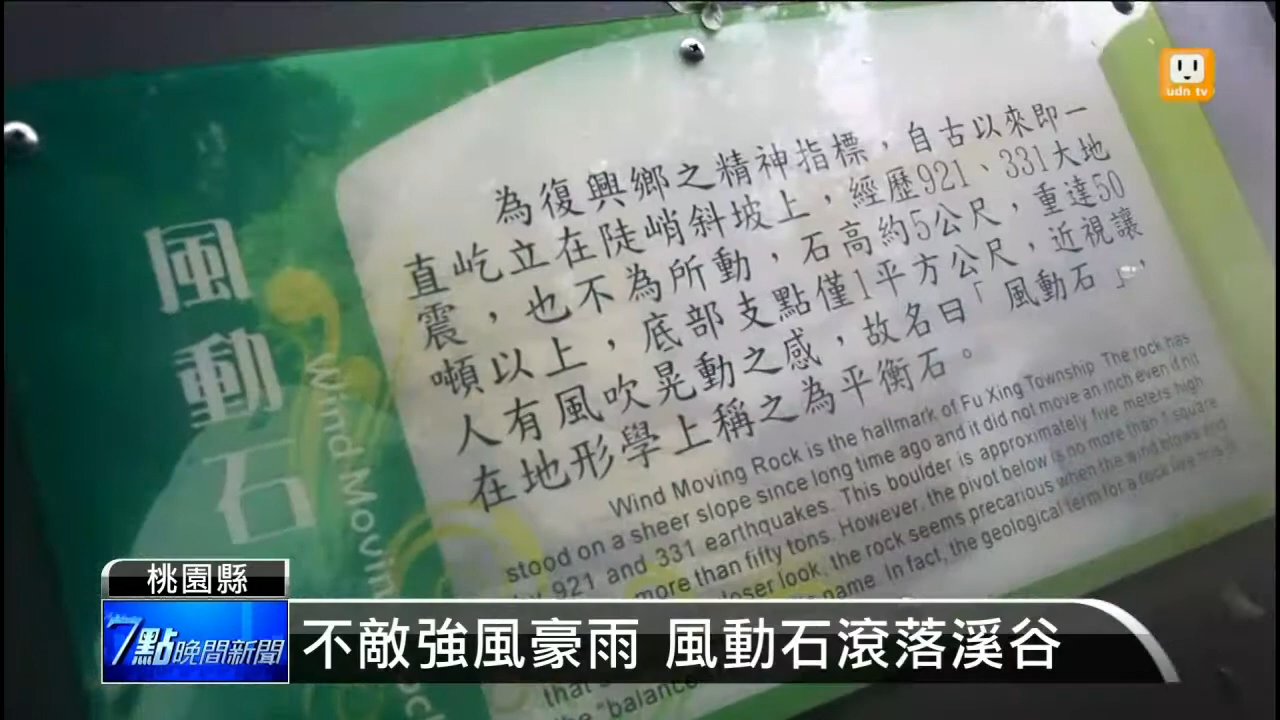 udn tv
風動石
Wind Moving
為復興鄉之精神指標，自古以來即一
直屹立在陡峭斜坡上，經歷921、331大地
震，也不為所動，石高約5公尺，重達50
噸以上，底部支點僅1平方公尺，近視讓
人有風吹晃動之感，故名曰「風動石」，
在地形學上稱之為平衡石。
Wind Moving Rock is the hallmark of Fu Xing Township. The rock has
stood on a sheer slope since long time ago and it did not move an inch even if hit
by 921 and 331 earthquakes. This boulder is approximately five meters high
more than fifty tons. However, the pivot below is no more than 1 square
closer look, the rock seems precarious when the wind blows and
name. In fact, the geological term for a rock like this is
that
the "balance
桃園縣
7點晚間新聞
不敵強風豪雨 風動石滾落溪谷